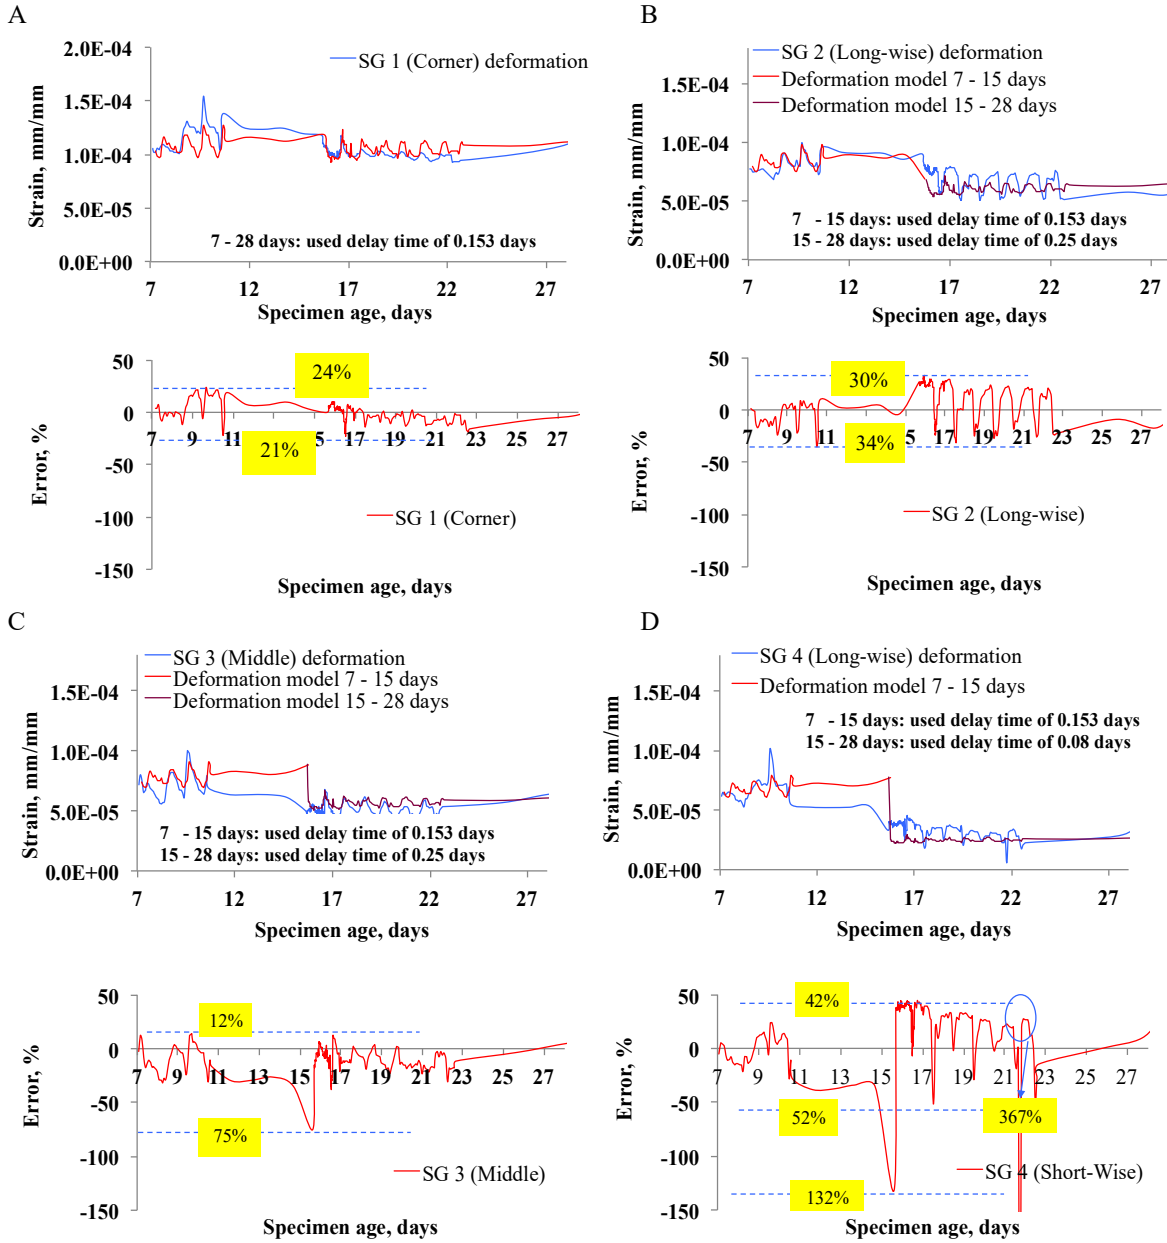 A
2.0E-04
1.5E-04
1.0E-04
5.0E-05
0.0E+00
Strain, mm/mm
SG 1 (Corner) deformation
7 - 28 days: used delay time of 0.153 days
7 12 17 22 27
Specimen age, days
50
0
-50
-100
-150
Error, %
24%
7 9 11 5 17 19 21 23 25 27
21%
SG 1 (Corner)
Specimen age, days
B
SG 2 (Long-wise) deformation
Deformation model 7 - 15 days
Deformation model 15 - 28 days
1.5E-04
1.0E-04
5.0E-05
0.0E+00
Strain, mm/mm
7 - 15 days: used delay time of 0.153 days
15 - 28 days: used delay time of 0.25 days
7 12 17 22 27
Specimen age, days
50
0
-50
-100
-150
Error, %
30%
7 9 11 15 17 19 21 23 25 27
34%
SG 2 (Long-wise)
Specimen age, days
C
SG 3 (Middle) deformation
Deformation model 7 - 15 days
Deformation model 15 - 28 days
1.5E-04
1.0E-04
5.0E-05
0.0E+00
Strain, mm/mm
7 - 15 days: used delay time of 0.153 days
15 - 28 days: used delay time of 0.25 days
7 12 17 22 27
Specimen age, days
50
0
-50
-100
-150
Error, %
12%
7 9 11 13 15 17 19 21 23 25 27
75%
SG 3 (Middle)
Specimen age, days
D
SG 4 (Long-wise) deformation
Deformation model 7 - 15 days
7 - 15 days: used delay time of 0.153 days
15 - 28 days: used delay time of 0.08 days
1.5E-04
1.0E-04
5.0E-05
0.0E+00
Strain, mm/mm
7 12 17 22 27
Specimen age, days
50
0
-50
-100
-150
Error, %
42%
7 9 11 13 15 17 19 21 23 25 27
52%
367%
132%
SG 4 (Short-Wise)
Specimen age, days